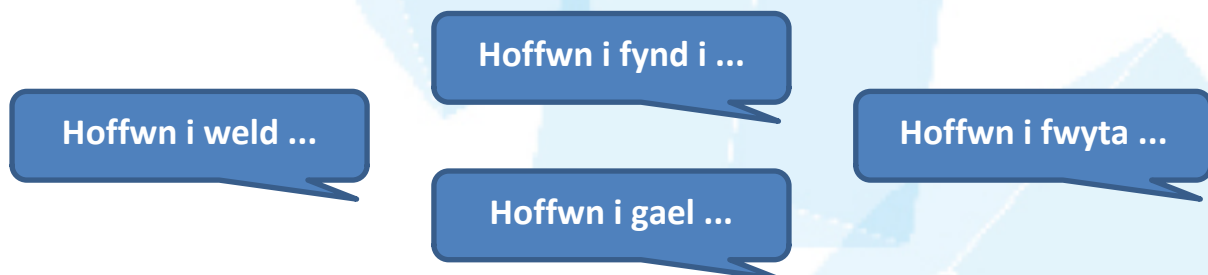 Hoffwn i fynd i ...
Hoffwn i weld ...
Hoffwn i fwyta ...
Hoffwn i gael ...